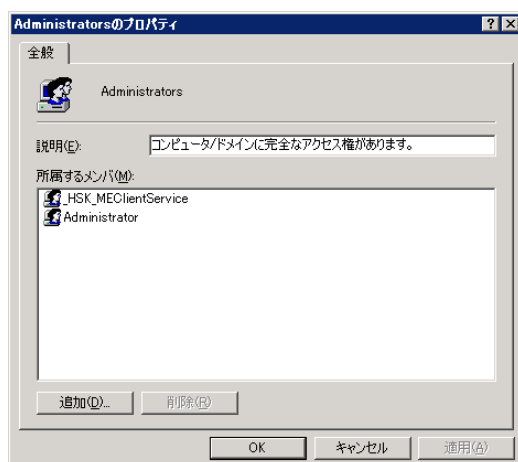 Administratorsのプロパティ
全般
Administrators
説明(E):
コンピュータ/ドメインに完全なアクセス権があります。
所属するメンバ(M):
_HSK_MEClientService
Administrator
追加(D)...
削除(R)
OK
キャンセル
適用(A)